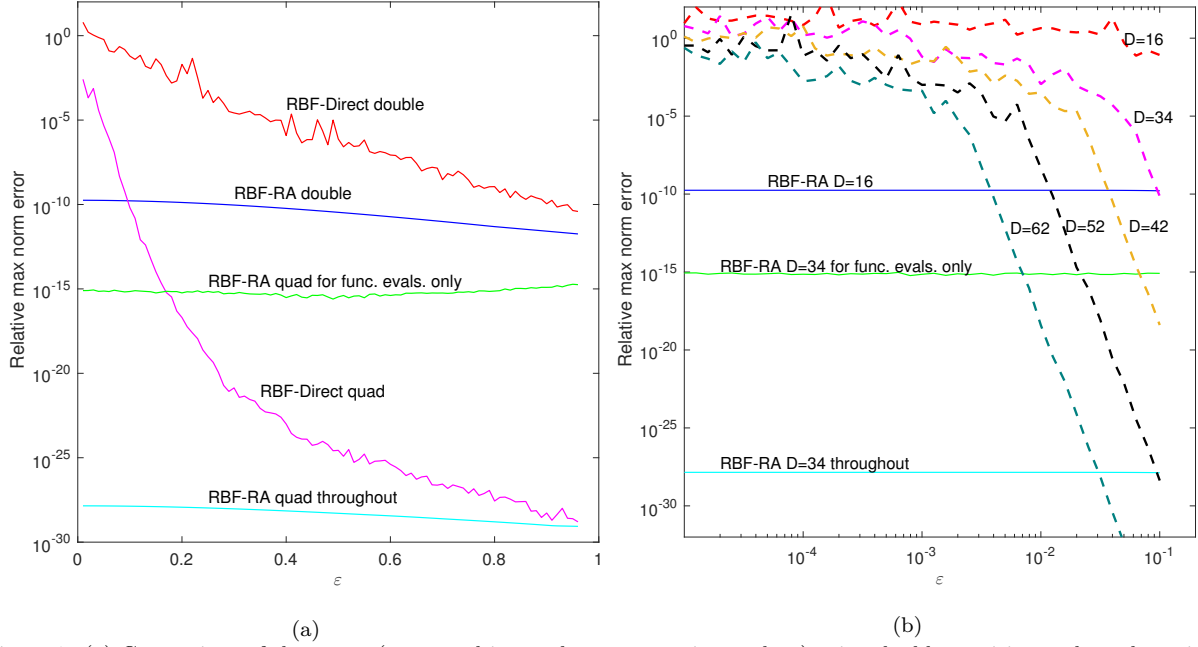 10^0
10^-5
10^-10
10^-15
10^-20
10^-25
10^-30
Relative max norm error
RBF-Direct double
RBF-RA double
RBF-RA quad for func. evals. only
RBF-Direct quad
RBF-RA quad throughout
0 0.2 0.4 0.6 0.8 1
ε
(a)
10^0
10^-5
10^-10
10^-15
10^-20
10^-25
10^-30
Relative max norm error
D=16
D=34
RBF-RA D=16
D=62 D=52 D=42
RBF-RA D=34 for func. evals. only
RBF-RA D=34 throughout
10^-4 10^-3 10^-2 10^-1
ε
(b)